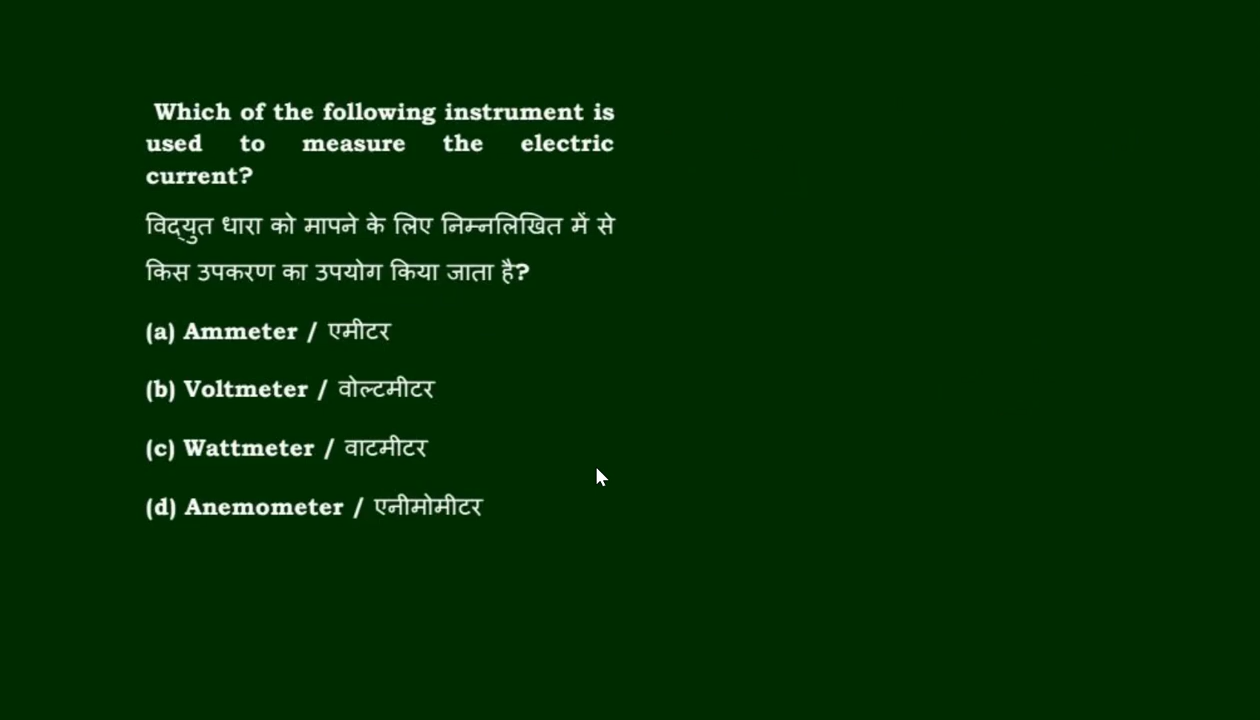 Which of the following instrument is
used to measure the electric
current?
विद्युत धारा को मापने के लिए निम्नलिखित में से
किस उपकरण का उपयोग किया जाता है?
(a) Ammeter / एमीटर
(b) Voltmeter / वोल्टमीटर
(c) Wattmeter / वाटमीटर
(d) Anemometer / एनीमोमीटर